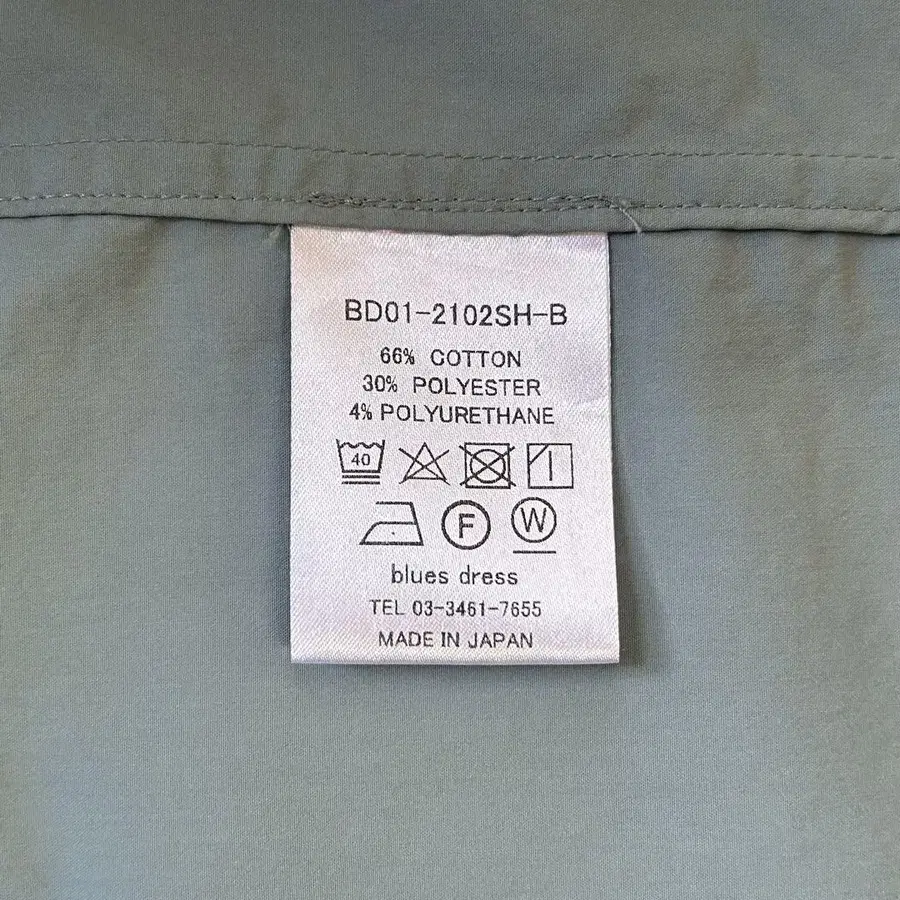 BD01-2102SH-B
66% COTTON
30% POLYESTER
4% POLYURETHANE
40
F W
blues dress
TEL 03-3461-7655
MADE IN JAPAN